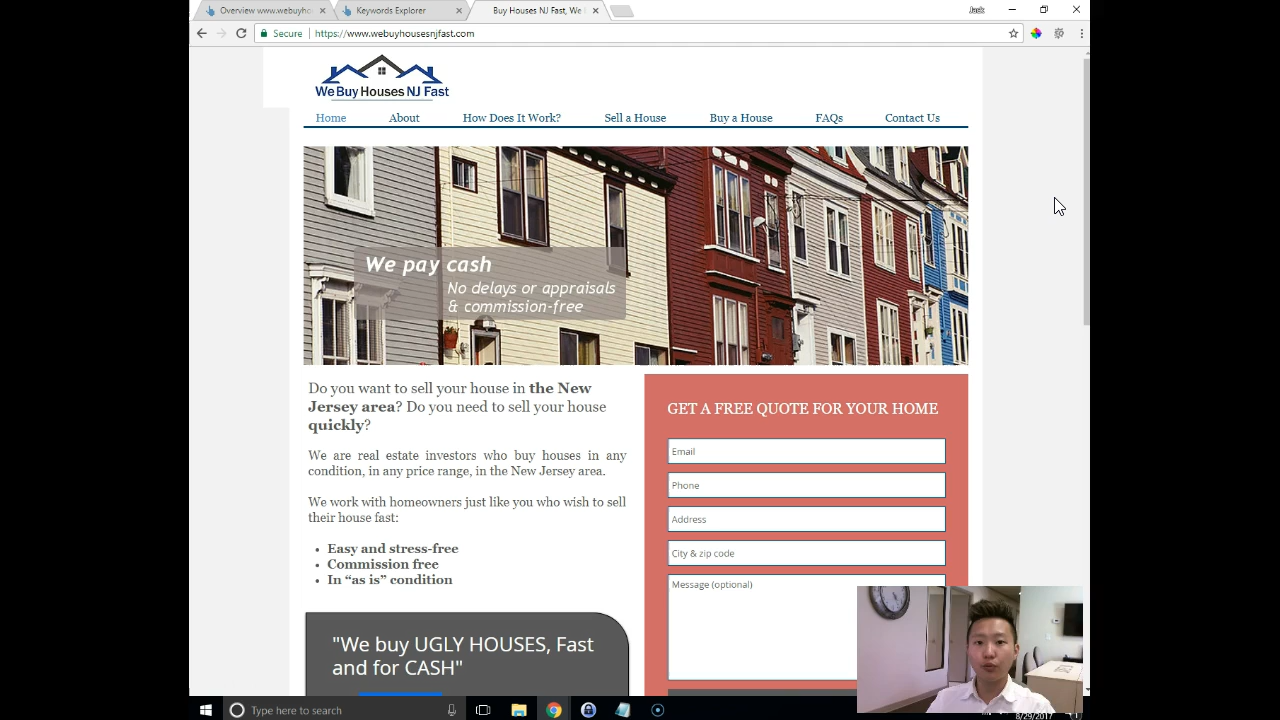 Overview www.webuyho
Keywords Explorer
Buy Houses NJ Fast, We
Jack
Secure
https://www.webuyhousesnjfast.com
We Buy Houses NJ Fast
Home
About
How Does It Work?
Sell a House
Buy a House
FAQs
Contact Us
We pay cash
No delays or appraisals
& commission-free
Do you want to sell your house in the New
Jersey area? Do you need to sell your house
quickly?
We are real estate investors who buy houses in any
condition, in any price range, in the New Jersey area.
We work with homeowners just like you who wish to sell
their house fast:
• Easy and stress-free
• Commission free
• In “as is” condition
"We buy UGLY HOUSES, Fast
and for CASH"
GET A FREE QUOTE FOR YOUR HOME
Email
Phone
Address
City & zip code
Message (optional)
Type here to search
8/29/2017